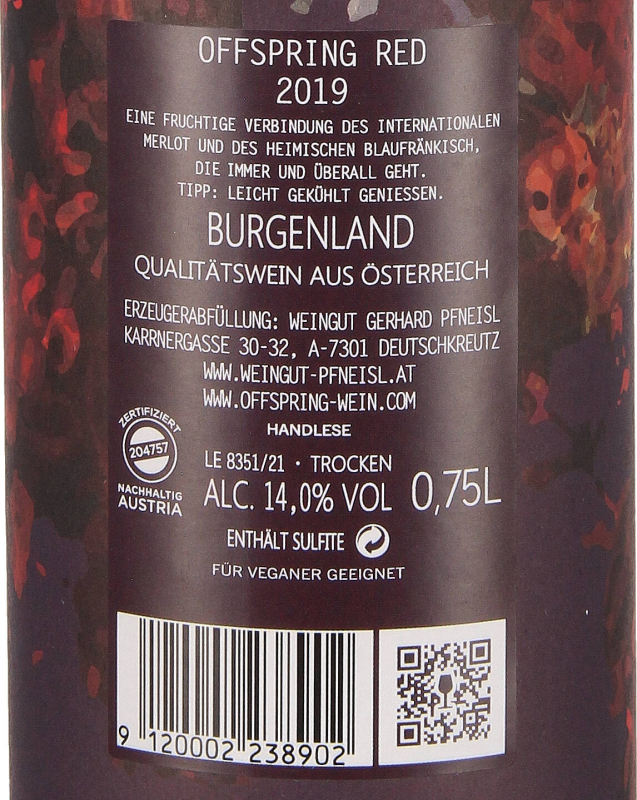 OFFSPRING RED
2019
EINE FRUCHTIGE VERBINDUNG DES INTERNATIONALEN
MERLOT UND DES HEIMISCHEN BLAUFRÄNKISCH,
DIE IMMER UND ÜBERALL GEHT.
TIPP: LEICHT GEKÜHLT GENIESSEN.
BURGENLAND
QUALITÄTSWEIN AUS ÖSTERREICH
ERZEUGERABFÜLLUNG: WEINGUT GERHARD PFNEISL
KARRNERGASSE 30-32, A-7301 DEUTSCHKREUTZ
WWW.WEINGUT-PFNEISL.AT
WWW.OFFSPRING-WEIN.COM
HANDLESE
ZERTIFIZIERT
204757
NACHHALTIG
AUSTRIA
LE 8351/21 · TROCKEN
ALC. 14,0% VOL 0,75L
ENTHÄLT SULFITE
FÜR VEGANER GEEIGNET
9 120002 238902